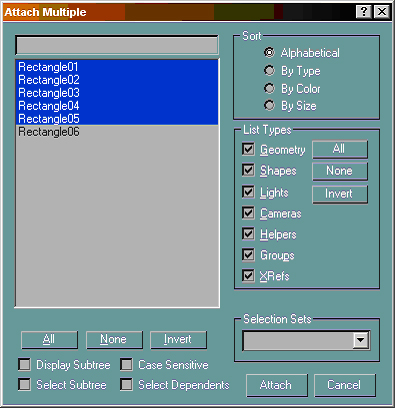 Attach Multiple
Rectangle01
Rectangle02
Rectangle03
Rectangle04
Rectangle05
Rectangle06
All None Invert
Display Subtree Case Sensitive
Select Subtree Select Dependents
Sort
Alphabetical
By Type
By Color
By Size
List Types
Geometry All
Shapes None
Lights Invert
Cameras
Helpers
Groups
XRefs
Selection Sets
Attach Cancel